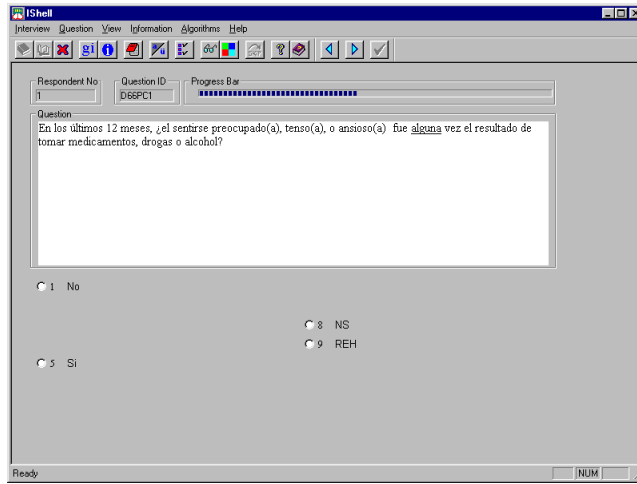 IShell
Interview Question View Information Algorithms Help
gi
Respondent No
Question ID
Progress Bar
1
D66PC1
Question
En los últimos 12 meses, ¿el sentirse preocupado(a), tenso(a), o ansioso(a) fue alguna vez el resultado de
tomar medicamentos, drogas o alcohol?
1 No
8 NS
9 REH
5 Si
Ready
NUM